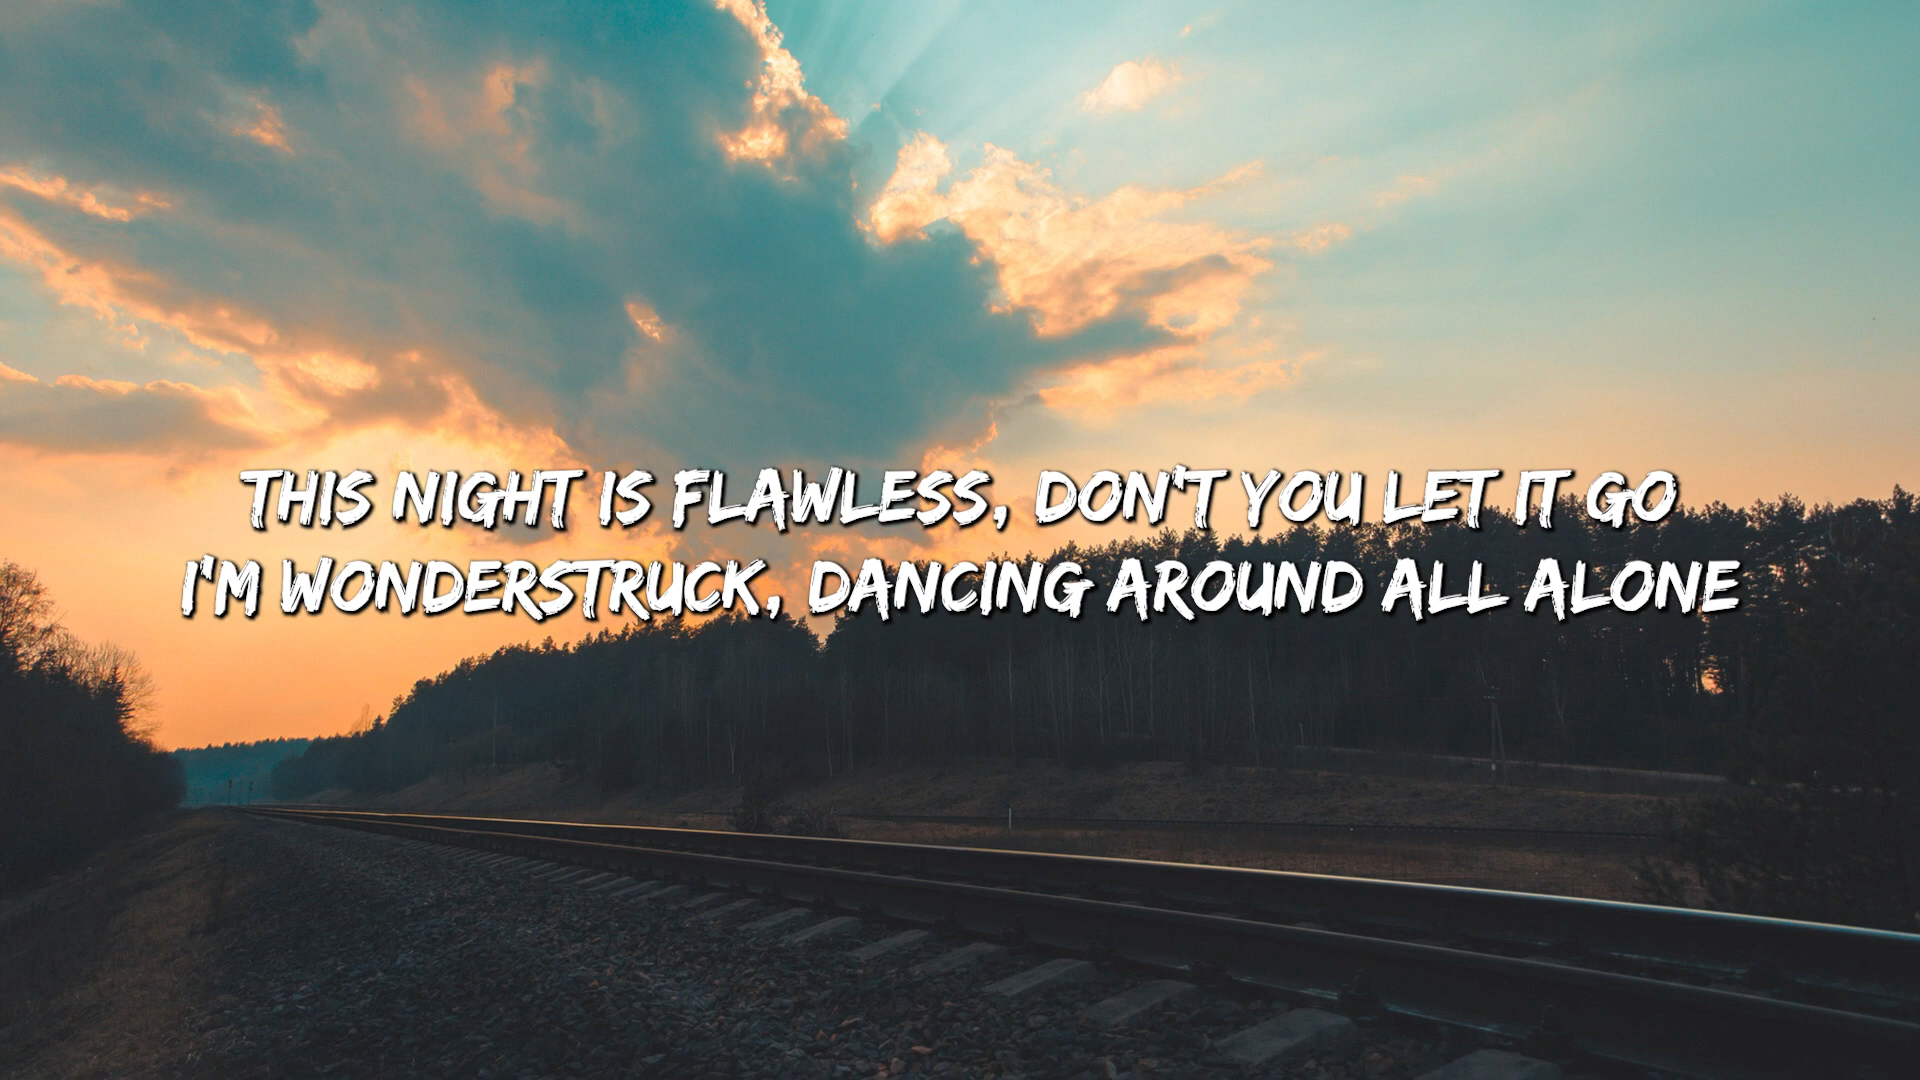 THIS NIGHT IS FLAWLESS, DON'T YOU LET IT GO
I'M WONDERSTRUCK, DANCING AROUND ALL ALONE